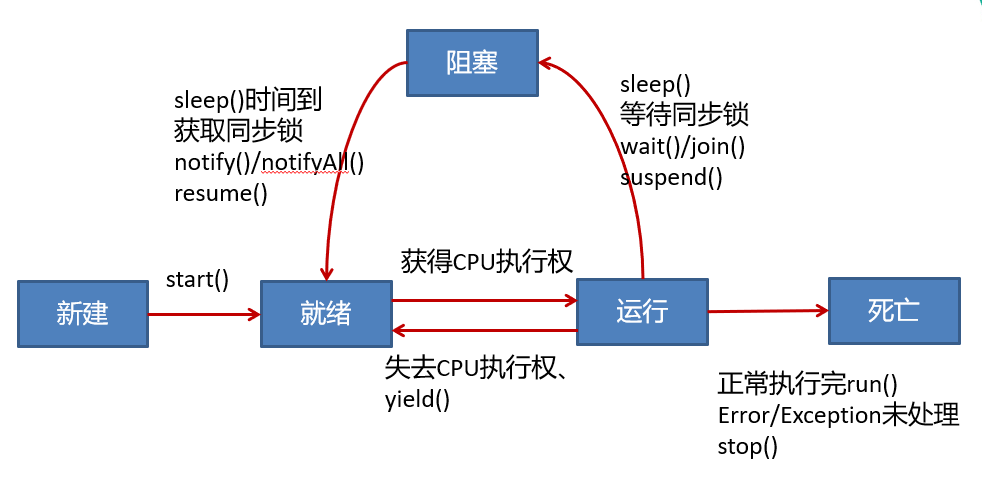 阻塞
sleep()时间到
获取同步锁
notify()/notifyAll()
resume()
sleep()
等待同步锁
wait()/join()
suspend()
新建
start()
就绪
获得CPU执行权
失去CPU执行权、
yield()
运行
死亡
正常执行完run()
Error/Exception未处理
stop()